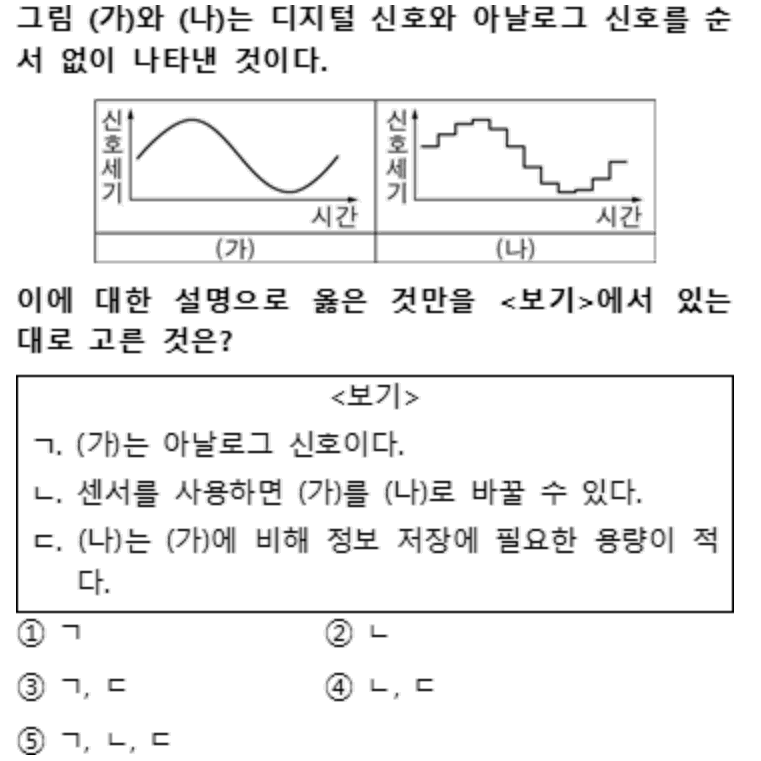 그림 (가)와 (나)는 디지털 신호와 아날로그 신호를 순
서 없이 나타낸 것이다.
신호세기
시간
신호세기
시간
(가)
(나)
이에 대한 설명으로 옳은 것만을 <보기>에서 있는
대로 고른 것은?
<보기>
ㄱ. (가)는 아날로그 신호이다.
ㄴ. 센서를 사용하면 (가)를 (나)로 바꿀 수 있다.
ㄷ. (나)는 (가)에 비해 정보 저장에 필요한 용량이 적
다.
① ㄱ ② ㄴ
③ ㄱ, ㄷ ④ ㄴ, ㄷ
⑤ ㄱ, ㄴ, ㄷ